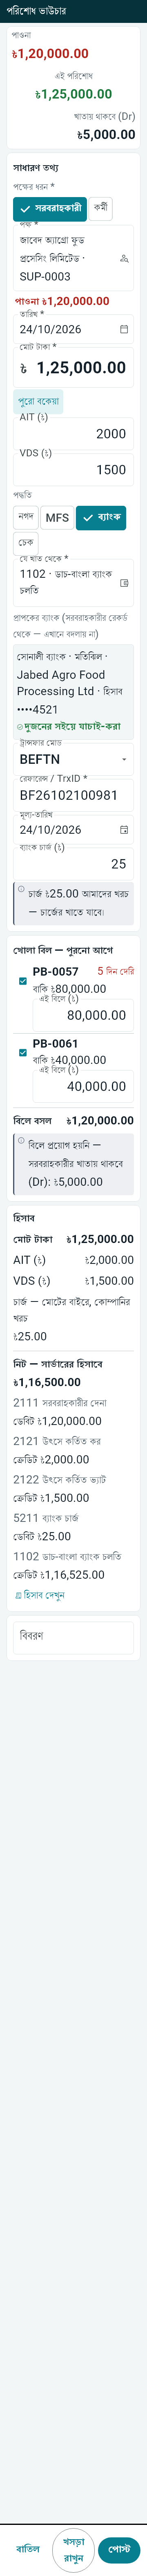 পরিশোধ ভাউচার
পাওনা
৳1,20,000.00
এই পরিশোধ
৳1,25,000.00
খাতায় থাকবে (Dr)
৳5,000.00
সাধারণ তথ্য
পক্ষের ধরন *
সরবরাহকারী
কর্মী
পক্ষ *
জাবেদ অ্যাগ্রো ফুড
প্রসেসিং লিমিটেড ·
SUP-0003
পাওনা ৳1,20,000.00
তারিখ *
24/10/2026
মোট টাকা *
৳ 1,25,000.00
পুরো বকেয়া
AIT (৳)
2000
VDS (৳)
1500
পদ্ধতি
নগদ
MFS
ব্যাংক
চেক
যে খাত থেকে *
1102 · ডাচ-বাংলা ব্যাংক
চলতি
প্রাপকের ব্যাংক (সরবরাহকারীর রেকর্ড
থেকে — এখানে বদলায় না)
সোনালী ব্যাংক · মতিঝিল ·
Jabed Agro Food
Processing Ltd · হিসাব
••••4521
দুজনের সইয়ে যাচাই-করা
ট্রান্সফার মোড
BEFTN
রেফারেন্স / TrxID *
BF26102100981
মূল্য-তারিখ
24/10/2026
ব্যাংক চার্জ (৳)
25
চার্জ ৳25.00 আমাদের খরচ
— চার্জের খাতে যাবে।
খোলা বিল — পুরনো আগে
PB-0057
5 দিন দেরি
বাকি ৳80,000.00
এই বিলে (৳)
80,000.00
PB-0061
বাকি ৳40,000.00
এই বিলে (৳)
40,000.00
বিলে বসল
৳1,20,000.00
বিলে প্রয়োগ হয়নি —
সরবরাহকারীর খাতায় থাকবে
(Dr): ৳5,000.00
হিসাব
মোট টাকা
৳1,25,000.00
AIT (৳)
৳2,000.00
VDS (৳)
৳1,500.00
চার্জ — মোটের বাইরে, কোম্পানির
খরচ
৳25.00
নিট — সার্ভারের হিসাবে
৳1,16,500.00
2111 সরবরাহকারীর দেনা
ডেবিট ৳1,20,000.00
2121 উৎসে কর্তিত কর
ক্রেডিট ৳2,000.00
2122 উৎসে কর্তিত ভ্যাট
ক্রেডিট ৳1,500.00
5211 ব্যাংক চার্জ
ডেবিট ৳25.00
1102 ডাচ-বাংলা ব্যাংক চলতি
ক্রেডিট ৳1,16,525.00
হিসাব দেখুন
বিবরণ
বাতিল
খসড়া
রাখুন
পোস্ট